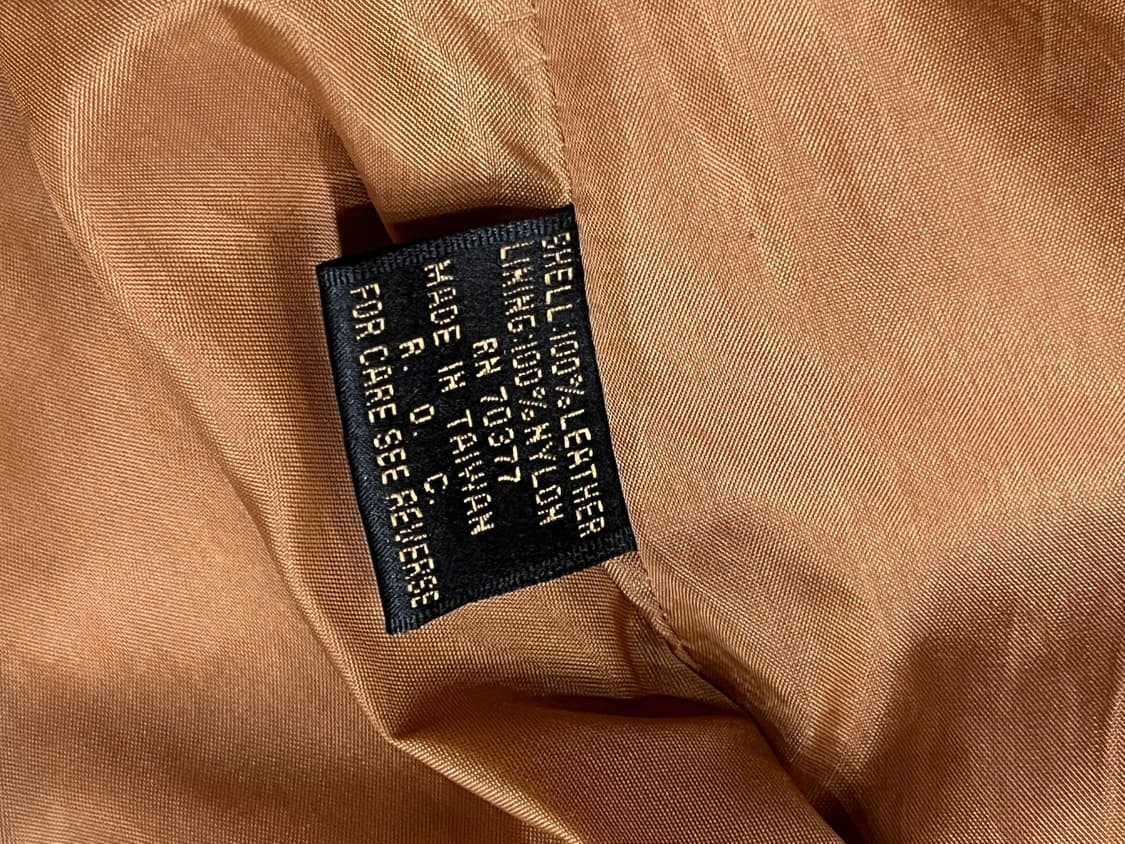 SHELL:100%LEATHER
LINING:100%NYLON
RN 70377
MADE IN TAIWAN
R. O. C.
FOR CARE SEE REVERSE